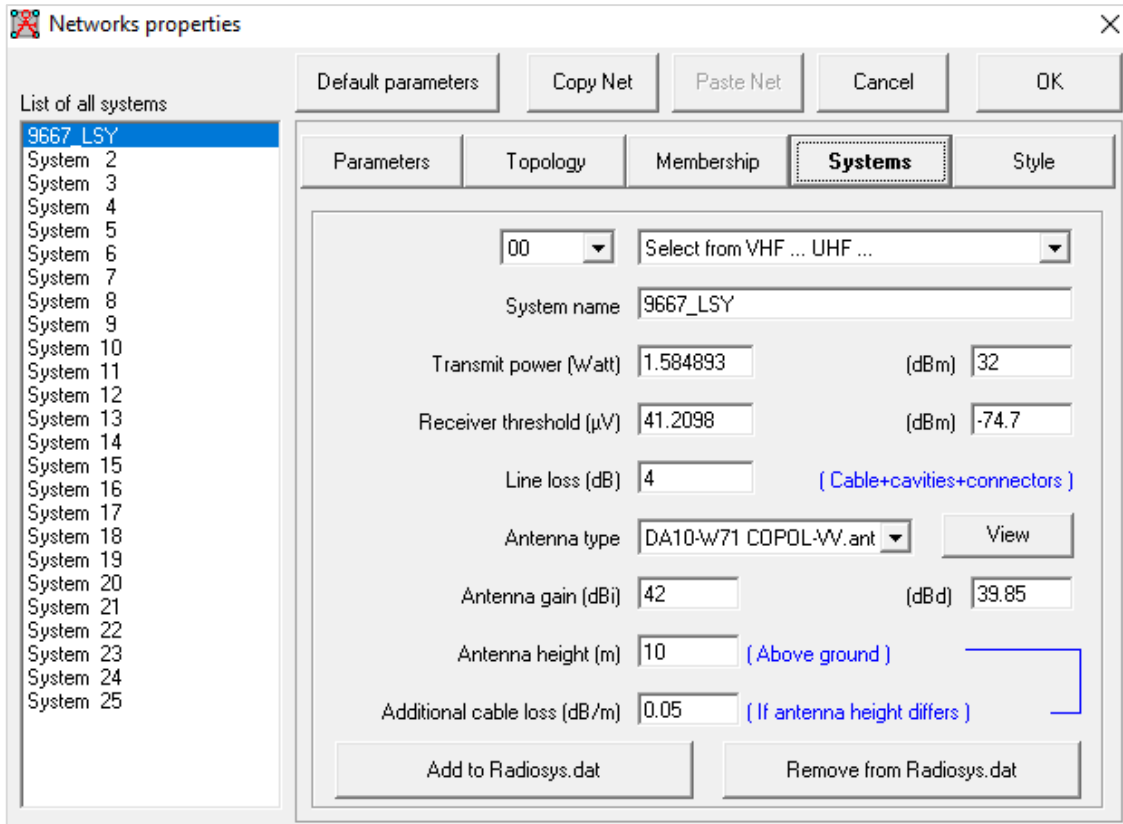 Networks properties
Default parameters Copy Net Paste Net Cancel OK
List of all systems
9667_LSY
System 2
System 3
System 4
System 5
System 6
System 7
System 8
System 9
System 10
System 11
System 12
System 13
System 14
System 15
System 16
System 17
System 18
System 19
System 20
System 21
System 22
System 23
System 24
System 25
Parameters Topology Membership Systems Style
00 Select from VHF ... UHF ...
System name 9667_LSY
Transmit power (Watt) 1.584893 (dBm) 32
Receiver threshold (µV) 41.2098 (dBm) -74.7
Line loss (dB) 4 ( Cable+cavities+connectors )
Antenna type DA10-W71 COPOL-VV.ant View
Antenna gain (dBi) 42 (dBd) 39.85
Antenna height (m) 10 ( Above ground )
Additional cable loss (dB/m) 0.05 ( If antenna height differs )
Add to Radiosys.dat Remove from Radiosys.dat